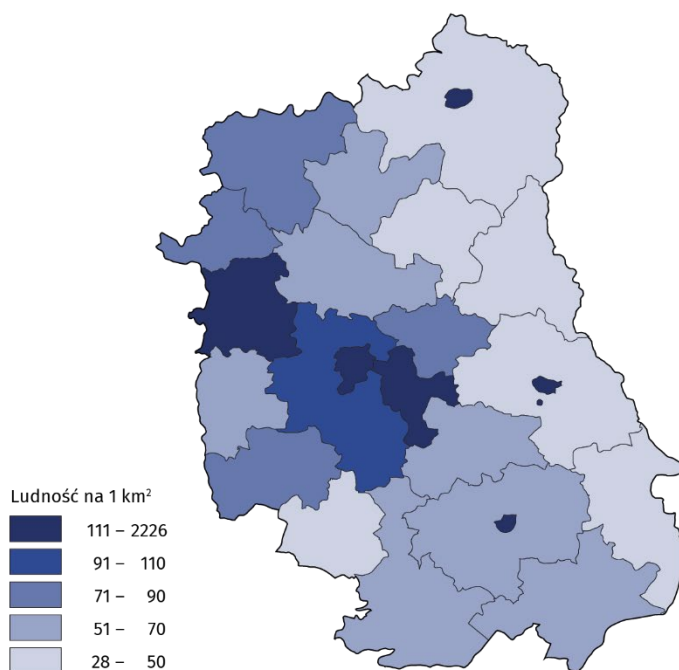 Ludność na 1 km²
111 – 2226
91 – 110
71 – 90
51 – 70
28 – 50